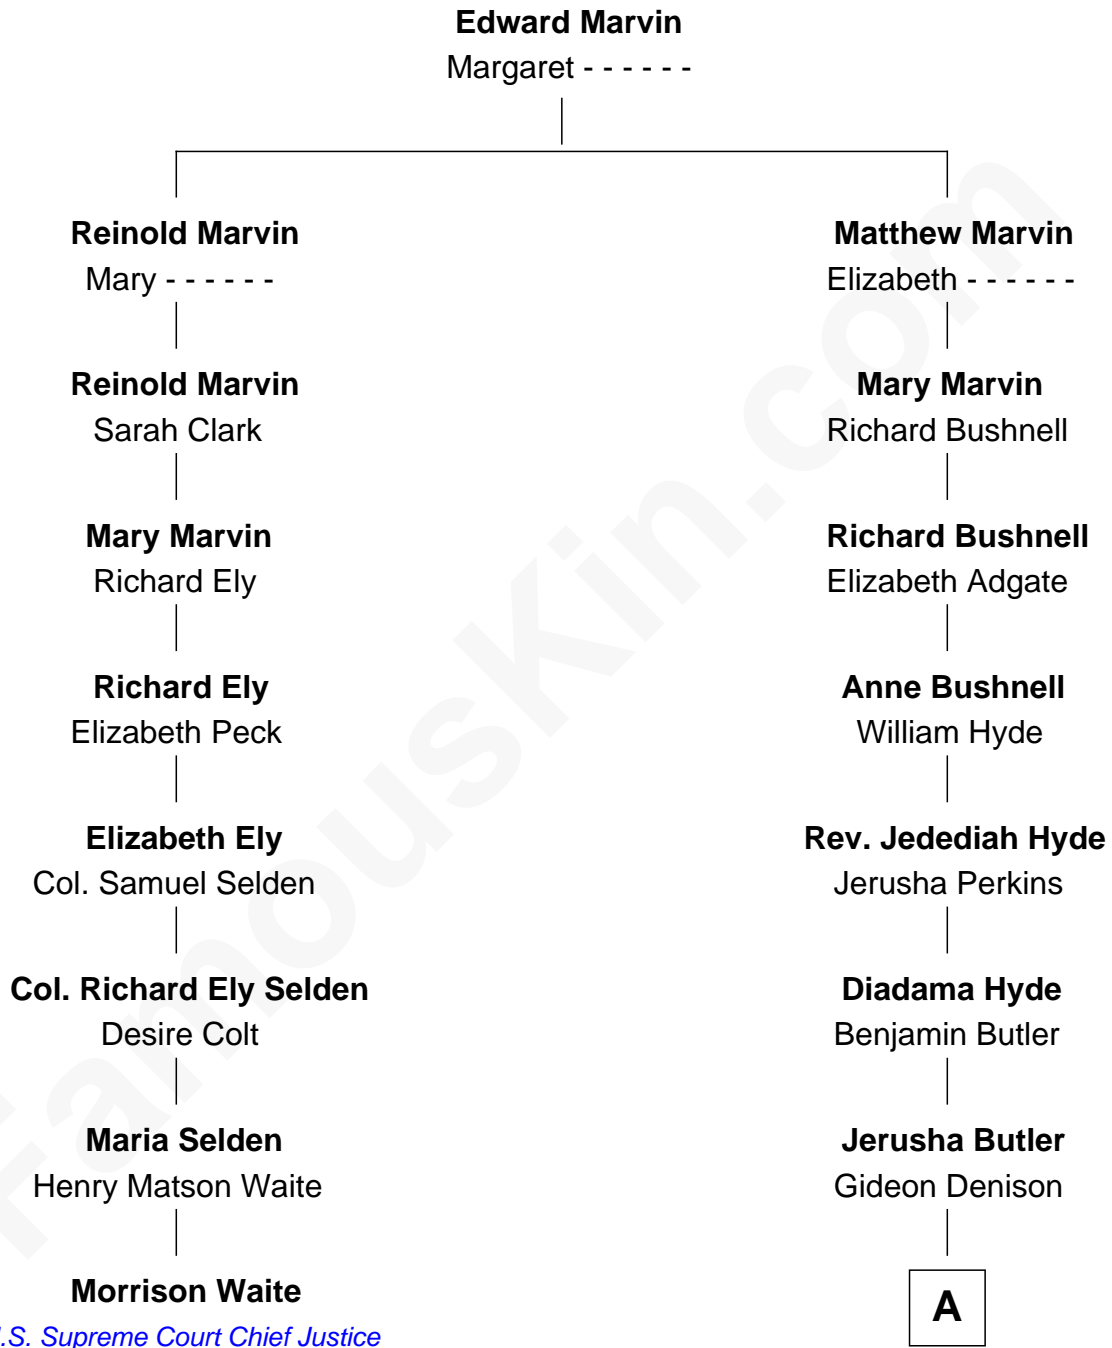 Edward Marvin
Margaret - - - - - -
Reinold Marvin
Mary - - - - - -
Matthew Marvin
Elizabeth - - - - - -
Reinold Marvin
Sarah Clark
Mary Marvin
Richard Bushnell
Mary Marvin
Richard Ely
Richard Bushnell
Elizabeth Adgate
Richard Ely
Elizabeth Peck
Anne Bushnell
William Hyde
Elizabeth Ely
Col. Samuel Selden
Rev. Jedediah Hyde
Jerusha Perkins
Col. Richard Ely Selden
Desire Colt
Diadama Hyde
Benjamin Butler
Maria Selden
Henry Matson Waite
Jerusha Butler
Gideon Denison
Morrison Waite
.S. Supreme Court Chief Justice
A
FamousKin.com